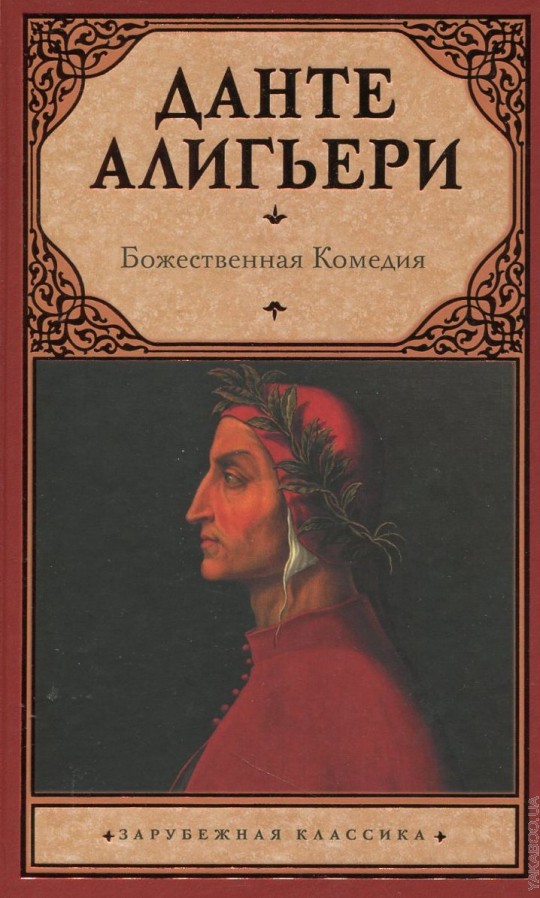 ДАНТЕ
АЛИГЬЕРИ
Божественная Комедия
ЗАРУБЕЖНАЯ КЛАССИКА
YAKABOO.UA